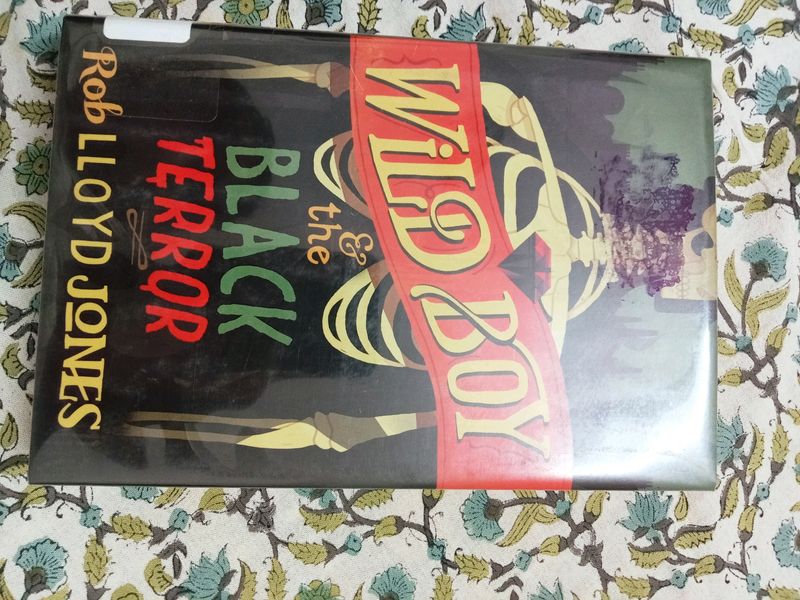 WiLD BOY
& the
BLACK
TERROR
Rob LLOYD JONES